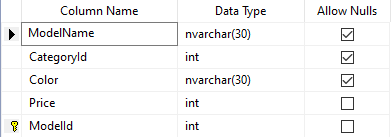 Column Name Data Type Allow Nulls
ModelName nvarchar(30)
CategoryId int
Color nvarchar(30)
Price int
ModelId int